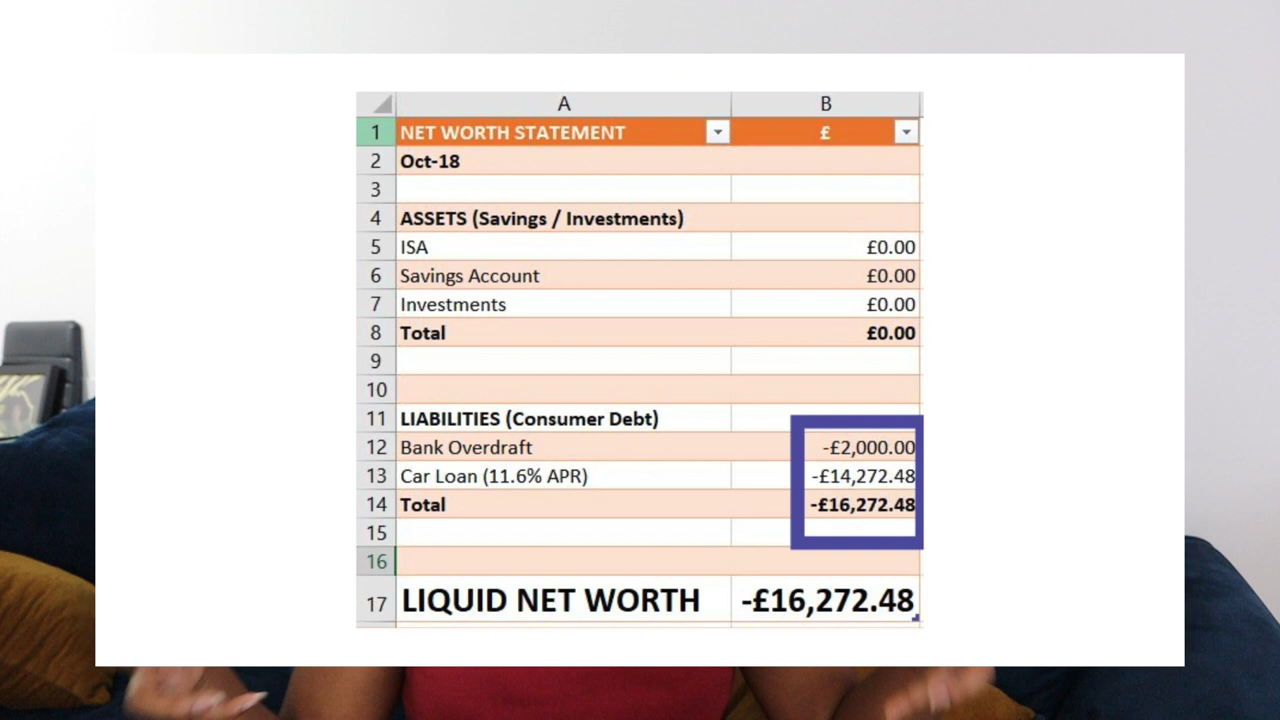 A B
1 NET WORTH STATEMENT £
2 Oct-18
3
4 ASSETS (Savings / Investments)
5 ISA £0.00
6 Savings Account £0.00
7 Investments £0.00
8 Total £0.00
9
10
11 LIABILITIES (Consumer Debt)
12 Bank Overdraft -£2,000.00
13 Car Loan (11.6% APR) -£14,272.48
14 Total -£16,272.48
15
16
17 LIQUID NET WORTH -£16,272.48